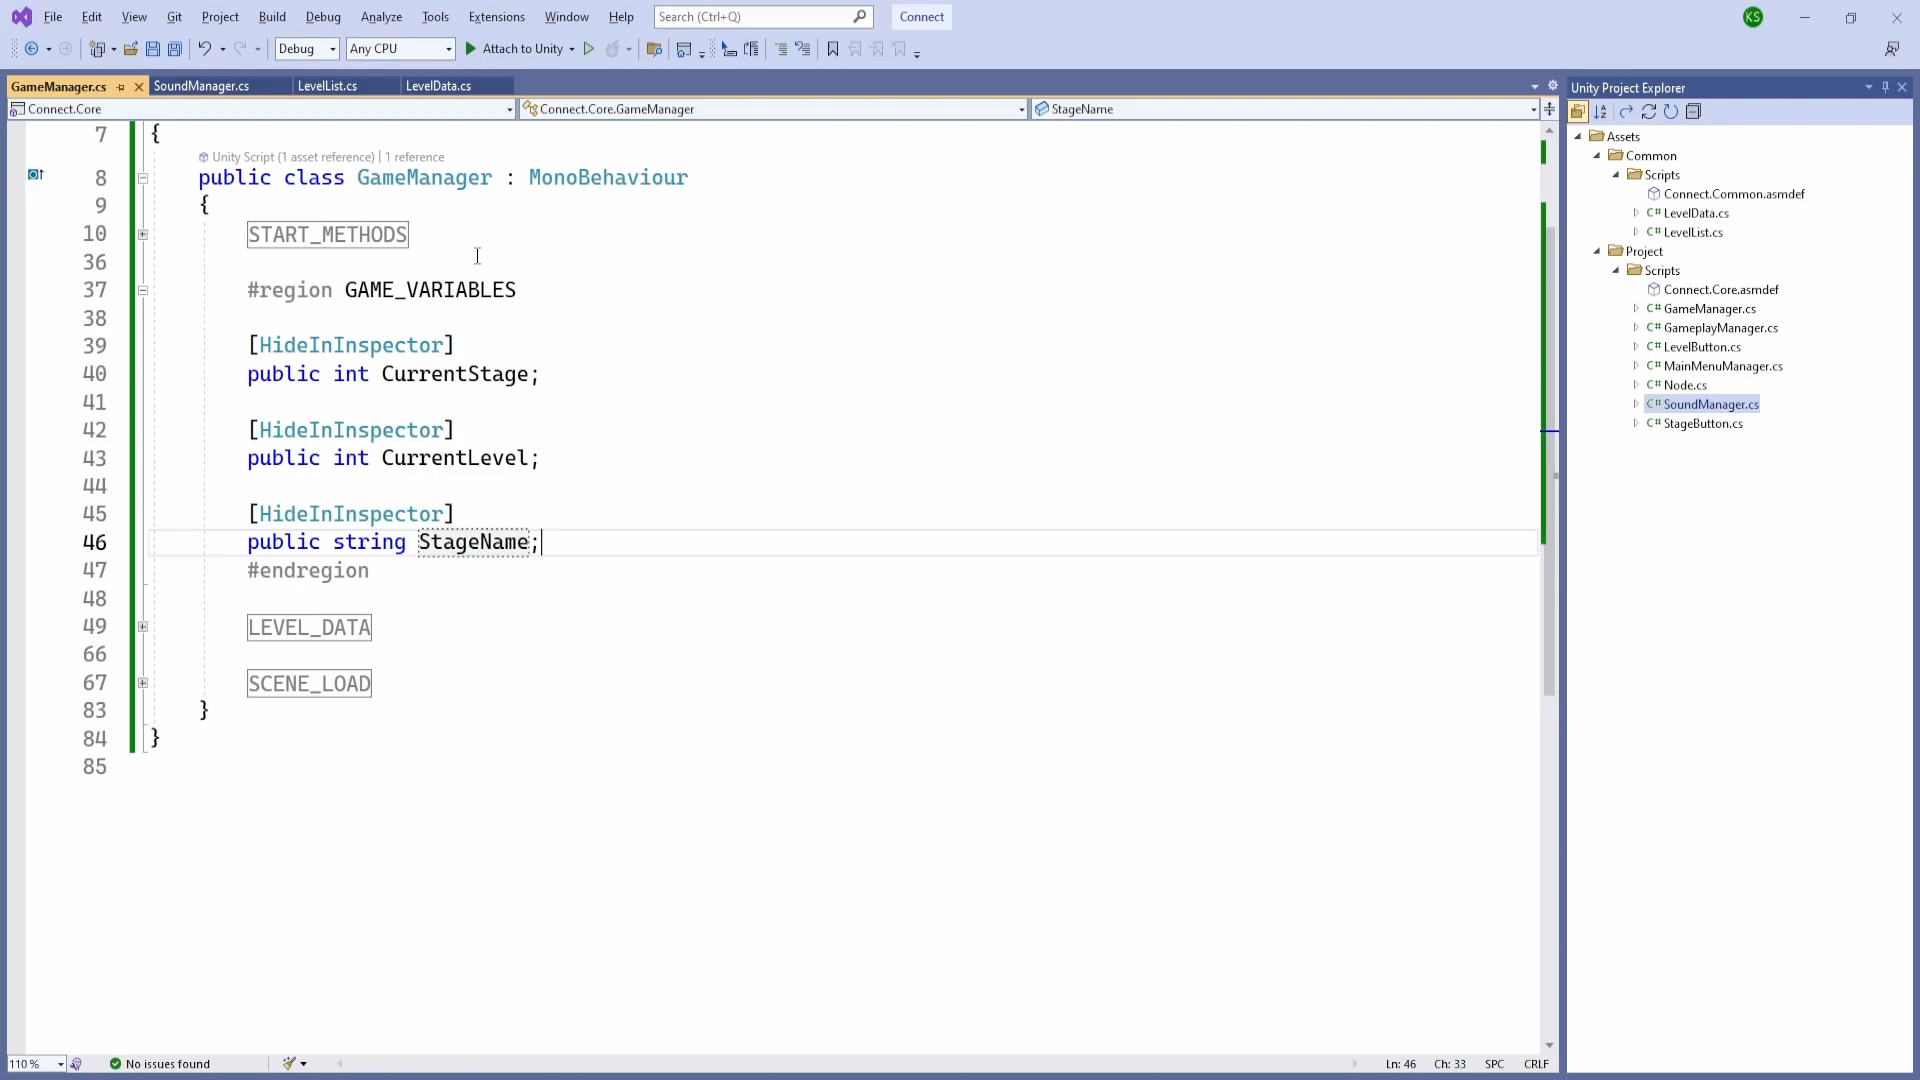 File Edit View Git Project Build Debug Analyze Tools Extensions Window Help Search (Ctrl+Q) Connect KS
Debug Any CPU Attach to Unity
GameManager.cs SoundManager.cs LevelList.cs LevelData.cs
Connect.Core Connect.Core.GameManager StageName
7 {
Unity Script (1 asset reference) | 1 reference
8 public class GameManager : MonoBehaviour
9 {
10 START_METHODS
36
37 #region GAME_VARIABLES
38
39 [HideInInspector]
40 public int CurrentStage;
41
42 [HideInInspector]
43 public int CurrentLevel;
44
45 [HideInInspector]
46 public string StageName;
47 #endregion
48
49 LEVEL_DATA
66
67 SCENE_LOAD
83 }
84 }
85
110 % No issues found Ln: 46 Ch: 33 SPC CRLF
Unity Project Explorer
Assets
Common
Scripts
Connect.Common.asmdef
C# LevelData.cs
C# LevelList.cs
Project
Scripts
Connect.Core.asmdef
C# GameManager.cs
C# GameplayManager.cs
C# LevelButton.cs
C# MainMenuManager.cs
C# Node.cs
C# SoundManager.cs
C# StageButton.cs